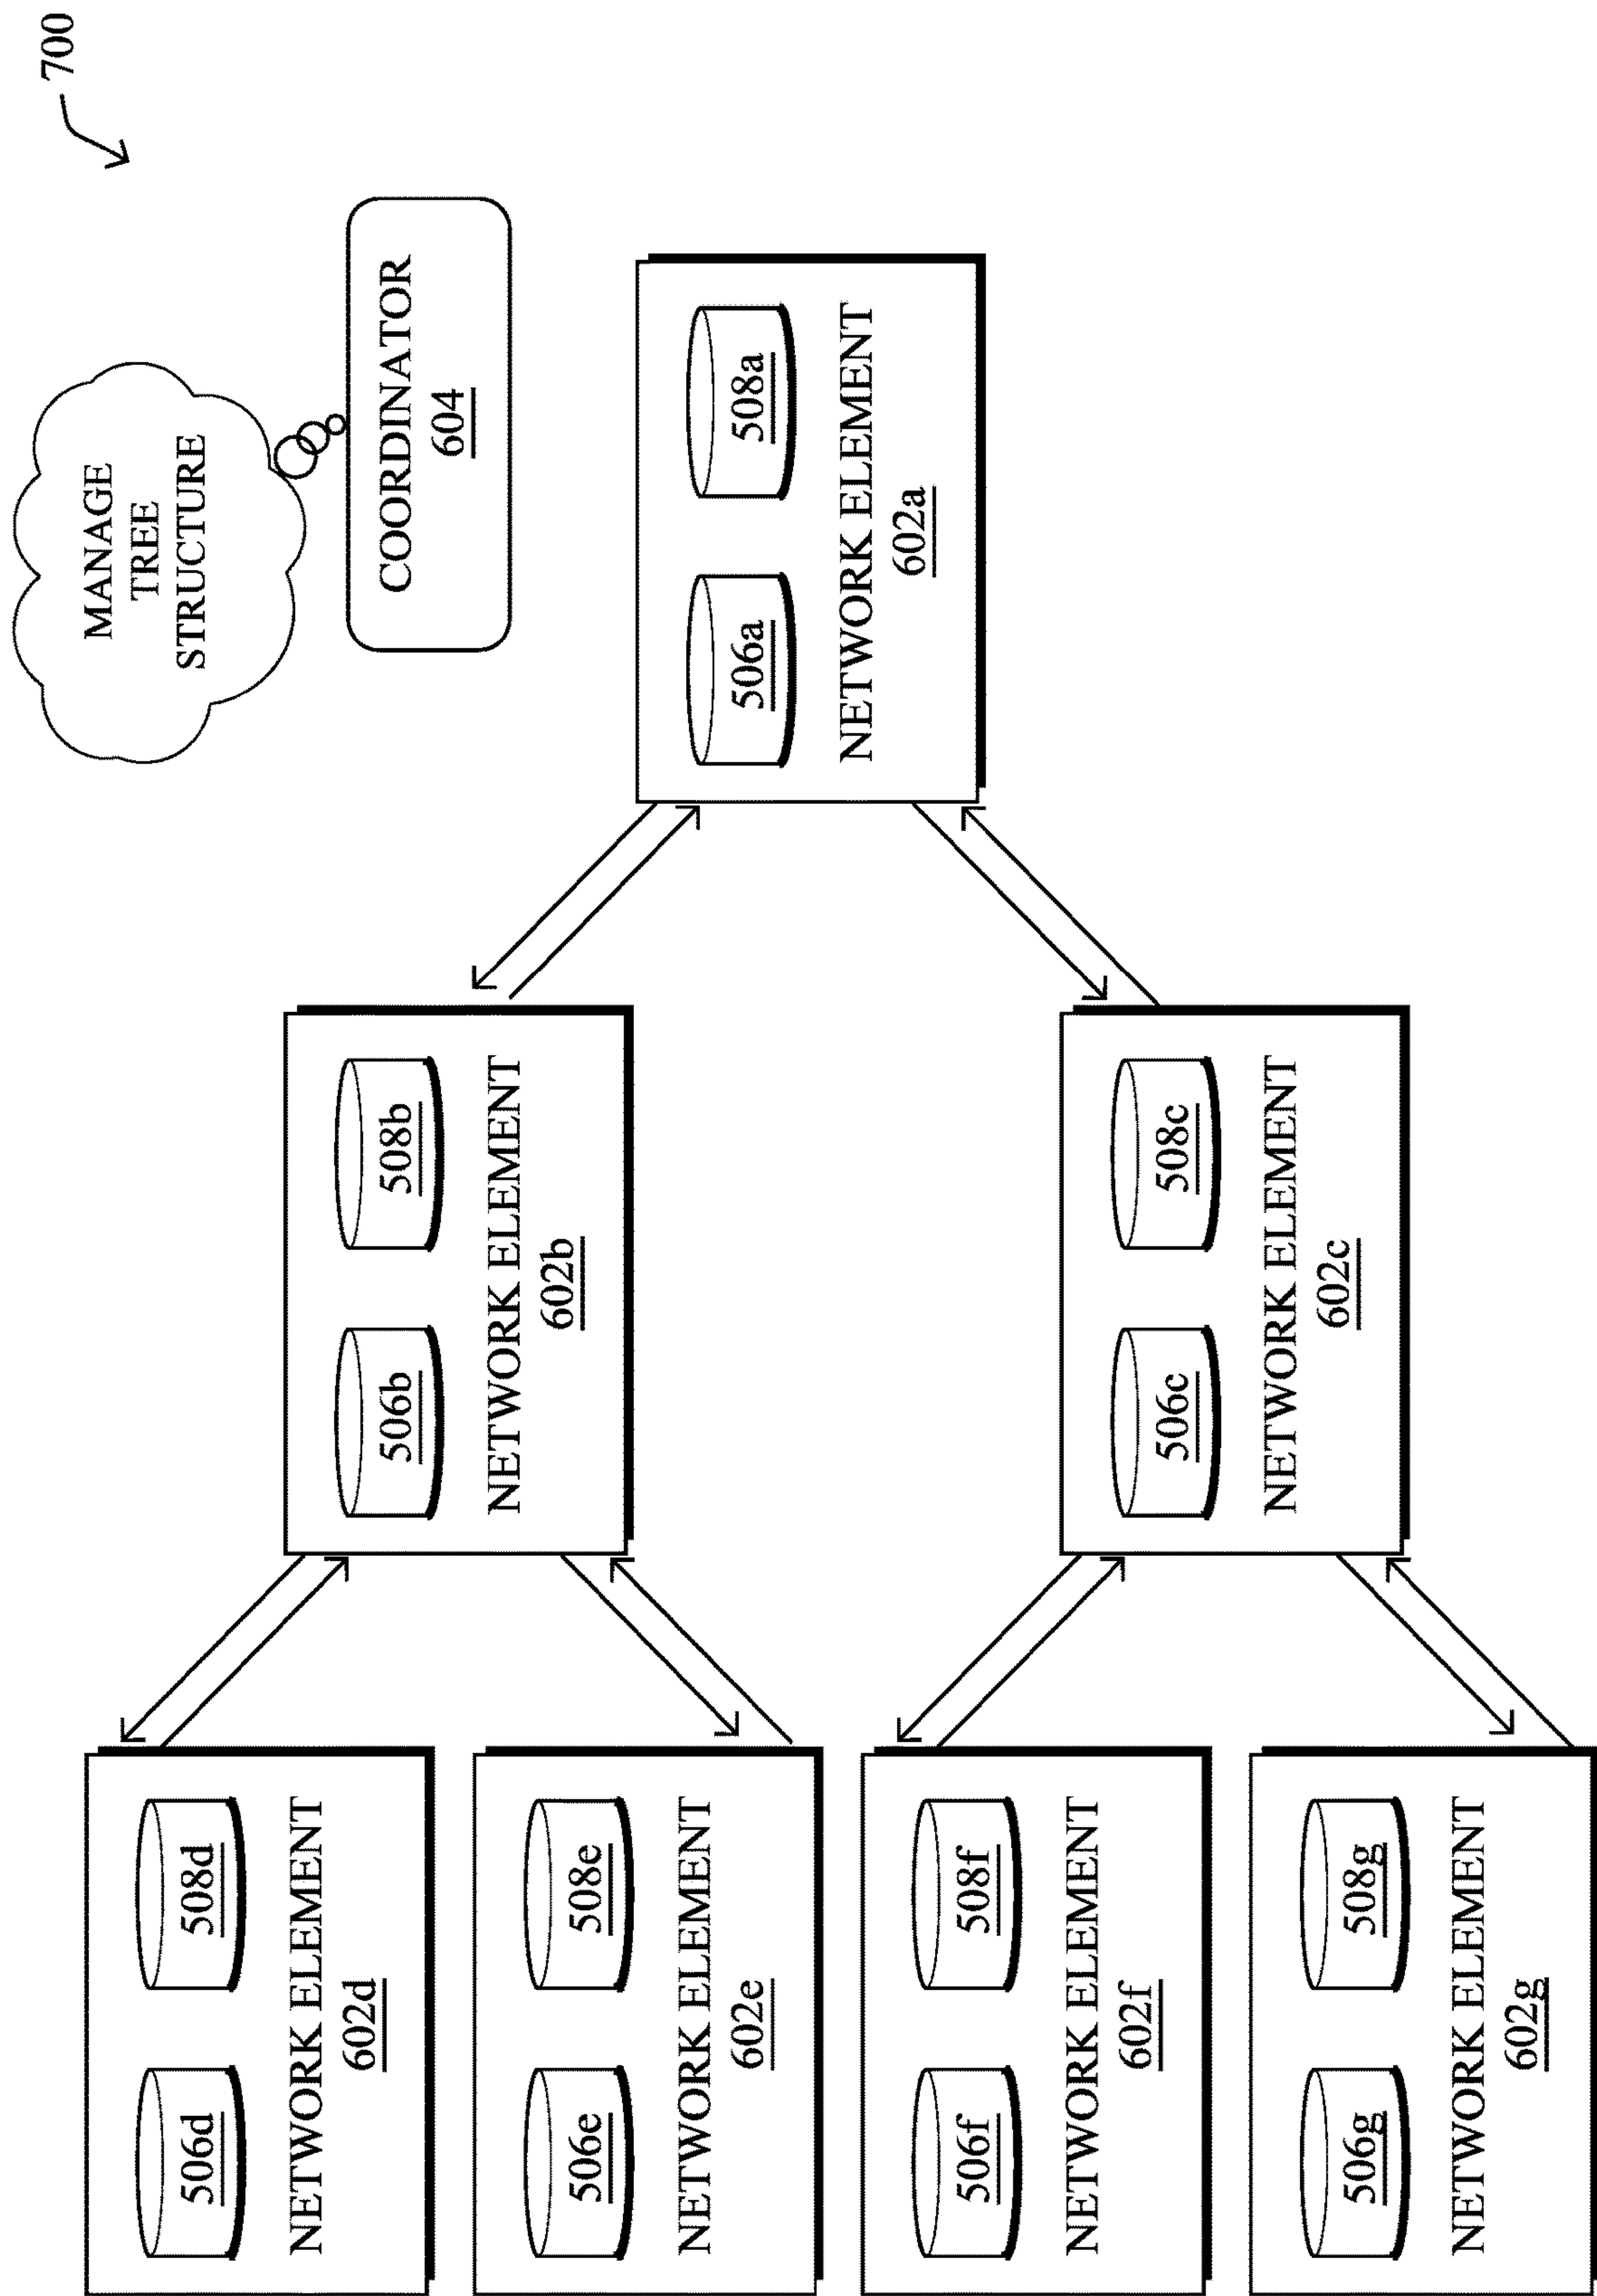 700
MANAGE
TREE
STRUCTURE
COORDINATOR
604
506a
508a
NETWORK ELEMENT
602a
506b
508b
NETWORK ELEMENT
602b
506c
508c
NETWORK ELEMENT
602c
506d
508d
NETWORK ELEMENT
602d
506e
508e
NETWORK ELEMENT
602e
506f
508f
NETWORK ELEMENT
602f
506g
508g
NETWORK ELEMENT
602g